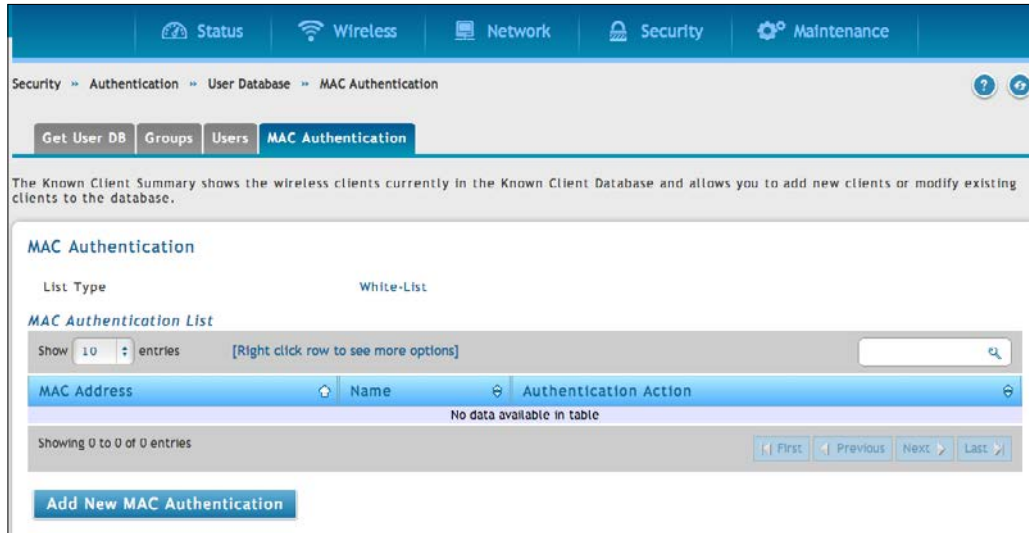 Status Wireless Network Security Maintenance
Security » Authentication » User Database » MAC Authentication
Get User DB Groups Users MAC Authentication
The Known Client Summary shows the wireless clients currently in the Known Client Database and allows you to add new clients or modify existing
clients to the database.
MAC Authentication
List Type White-List
MAC Authentication List
Show 10 entries [Right click row to see more options]
MAC Address Name Authentication Action
No data available in table
Showing 0 to 0 of 0 entries First Previous Next Last
Add New MAC Authentication